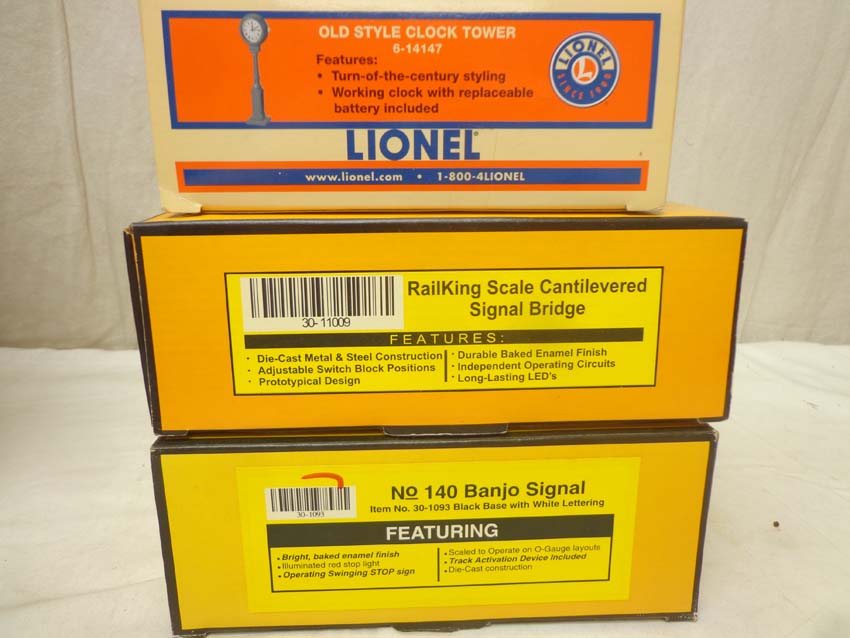 OLD STYLE CLOCK TOWER
6-14147
Features:
• Turn-of-the-century styling
• Working clock with replaceable
battery included
LIONEL
L
SINCE 1900
LIONEL
www.lionel.com • 1-800-4LIONEL
30-11009
RailKing Scale Cantilevered
Signal Bridge
FEATURES:
· Die-Cast Metal & Steel Construction
· Adjustable Switch Block Positions
· Prototypical Design
· Durable Baked Enamel Finish
· Independent Operating Circuits
· Long-Lasting LED's
30-1093
No 140 Banjo Signal
Item No. 30-1093 Black Base with White Lettering
FEATURING
•Bright, baked enamel finish
•Illuminated red stop light
•Operating Swinging STOP sign
•Scaled to Operate on O-Gauge layouts
•Track Activation Device Included
•Die-Cast construction